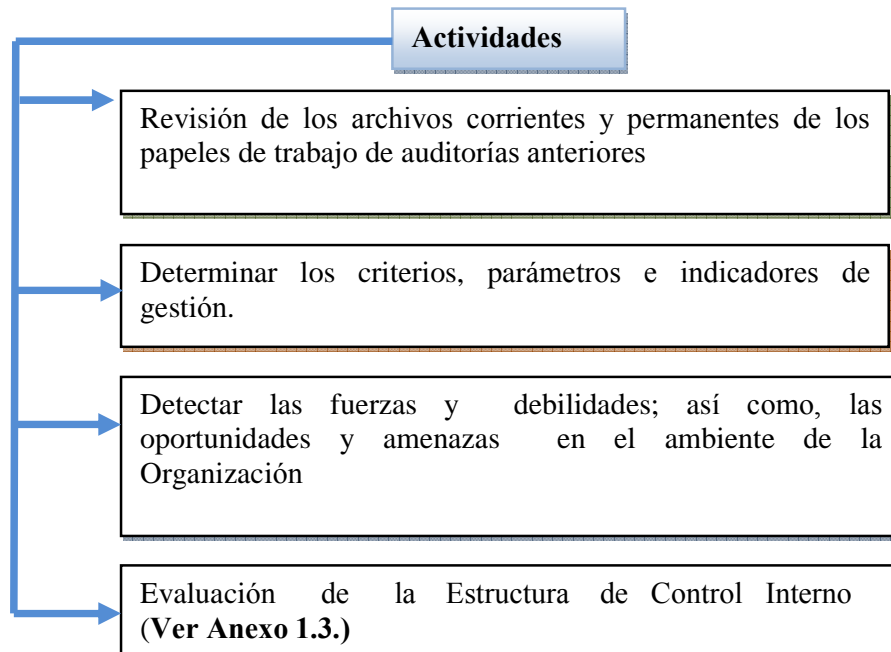 Actividades
Revisión de los archivos corrientes y permanentes de los
papeles de trabajo de auditorías anteriores
Determinar los criterios, parámetros e indicadores de
gestión.
Detectar las fuerzas y debilidades; así como, las
oportunidades y amenazas en el ambiente de la
Organización
Evaluación de la Estructura de Control Interno
(Ver Anexo 1.3.)